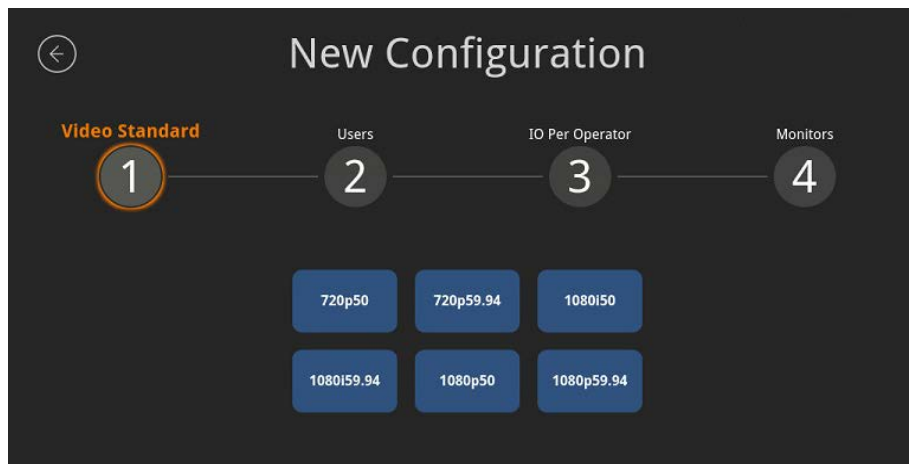 New Configuration
Video Standard
Users
IO Per Operator
Monitors
1
2
3
4
720p50
720p59.94
1080i50
1080i59.94
1080p50
1080p59.94